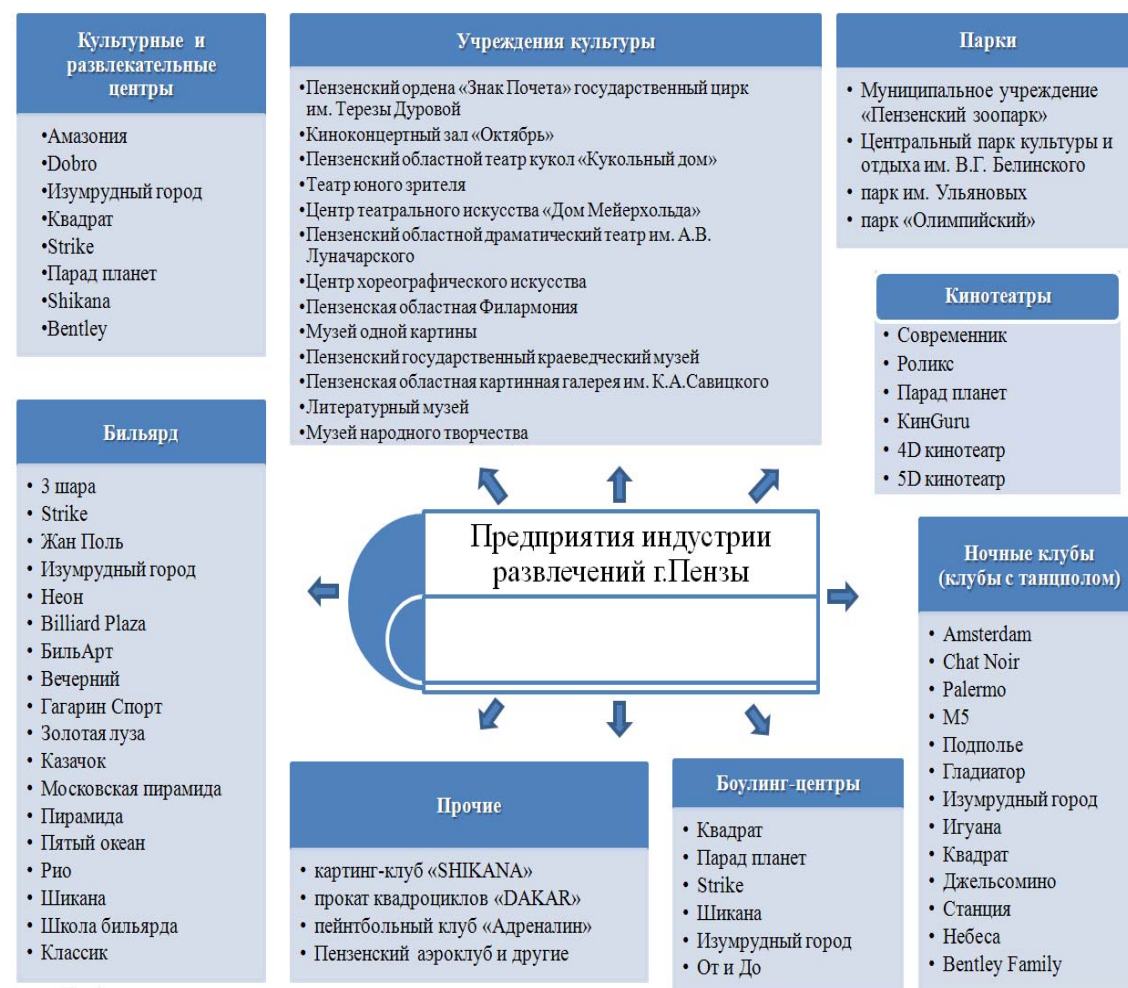 Культурные и
развлекательные
центры
•Амазония
•Dobro
•Изумрудный город
•Квадрат
•Strike
•Парад планет
•Shikana
•Bentley
Учреждения культуры
•Пензенский ордена «Знак Почета» государственный цирк
им. Терезы Дуровой
•Киноконцертный зал «Октябрь»
•Пензенский областной театр кукол «Кукольный дом»
•Театр юного зрителя
•Центр театрального искусства «Дом Мейерхольда»
•Пензенский областной драматический театр им. А.В.
Луначарского
•Центр хореографического искусства
•Пензенская областная Филармония
•Музей одной картины
•Пензенский государственный краеведческий музей
•Пензенская областная картинная галерея им. К.А.Савицкого
•Литературный музей
•Музей народного творчества
Парки
• Муниципальное учреждение
«Пензенский зоопарк»
• Центральный парк культуры и
отдыха им. В.Г. Белинского
• парк им. Ульяновых
• парк «Олимпийский»
Кинотеатры
• Современник
• Роликс
• Парад планет
• КинGuru
• 4D кинотеатр
• 5D кинотеатр
Бильярд
• 3 шара
• Strike
• Жан Поль
• Изумрудный город
• Неон
• Billiard Plaza
• БильАрт
• Вечерний
• Гагарин Спорт
• Золотая луза
• Казачок
• Московская пирамида
• Пирамида
• Пятый океан
• Рио
• Шикана
• Школа бильярда
• Классик
Предприятия индустрии
развлечений г.Пензы
Ночные клубы
(клубы с танцполом)
• Amsterdam
• Chat Noir
• Palermo
• М5
• Подполье
• Гладиатор
• Изумрудный город
• Игуана
• Квадрат
• Джельсомино
• Станция
• Небеса
• Bentley Family
Прочие
• картинг-клуб «SHIKANA»
• прокат квадроциклов «DAKAR»
• пейнтбольный клуб «Адреналин»
• Пензенский аэроклуб и другие
Боулинг-центры
• Квадрат
• Парад планет
• Strike
• Шикана
• Изумрудный город
• От и До